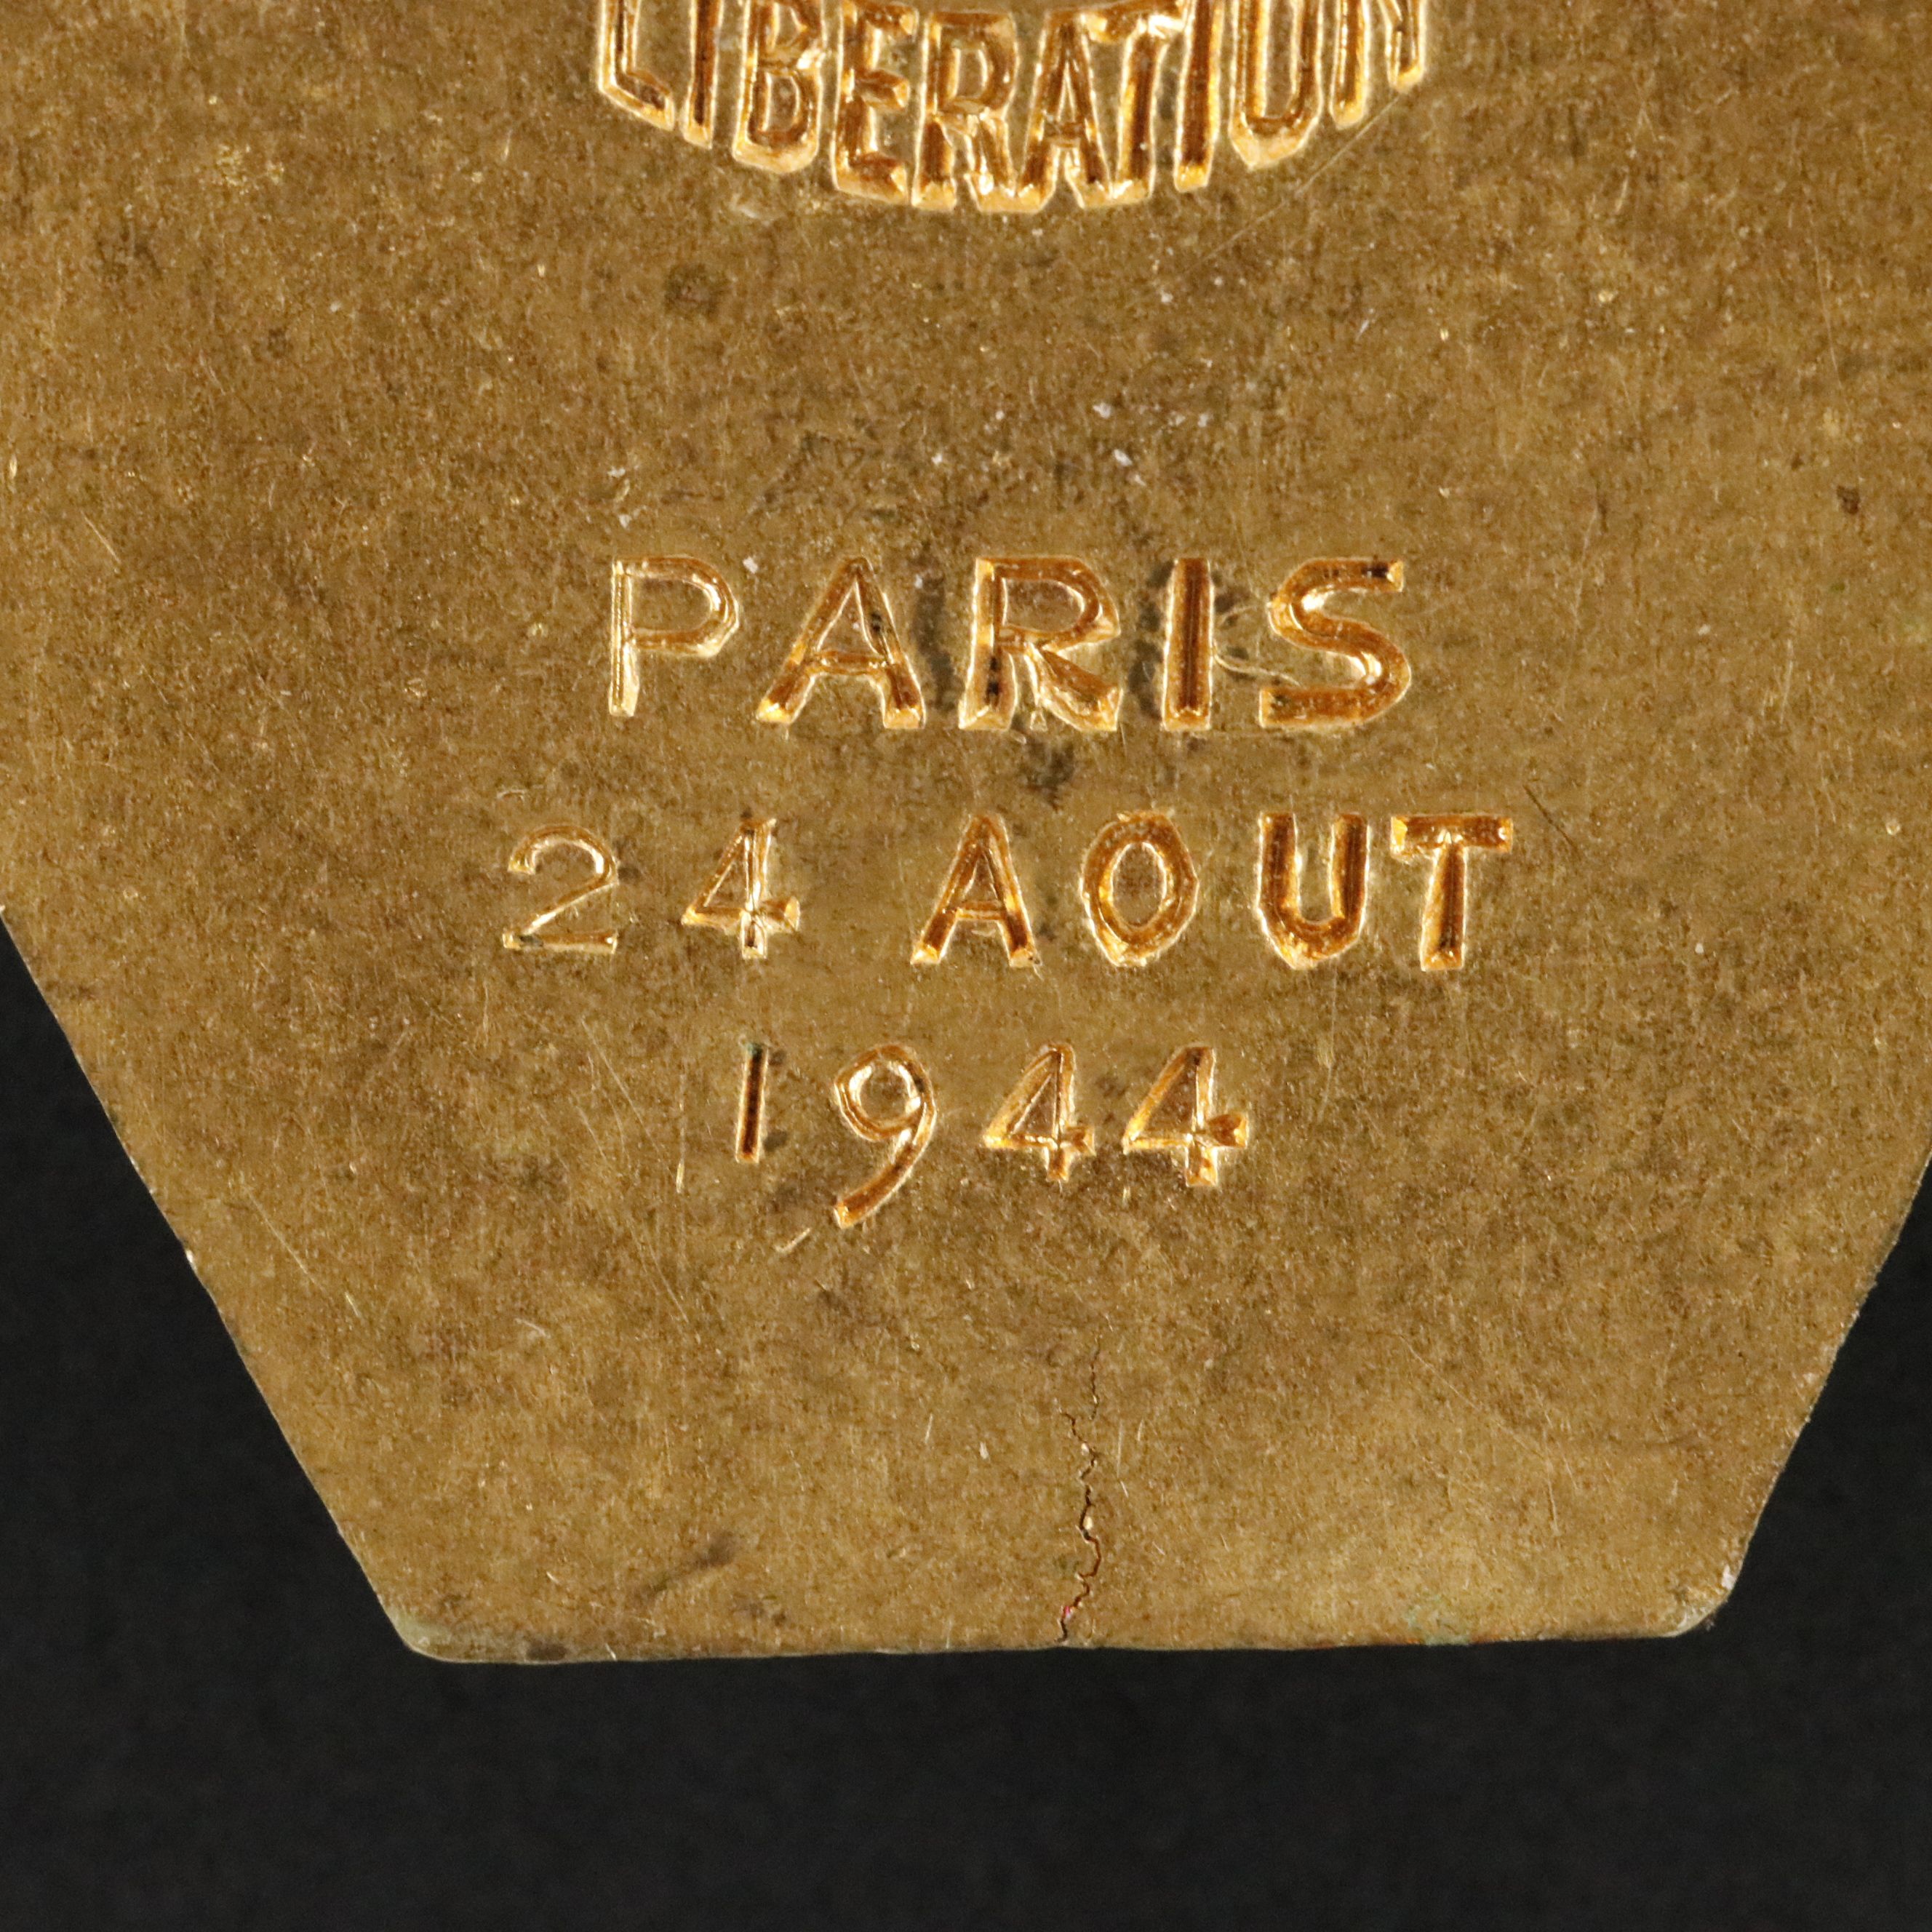 LIBERATION
PARIS
24 AOUT
1944